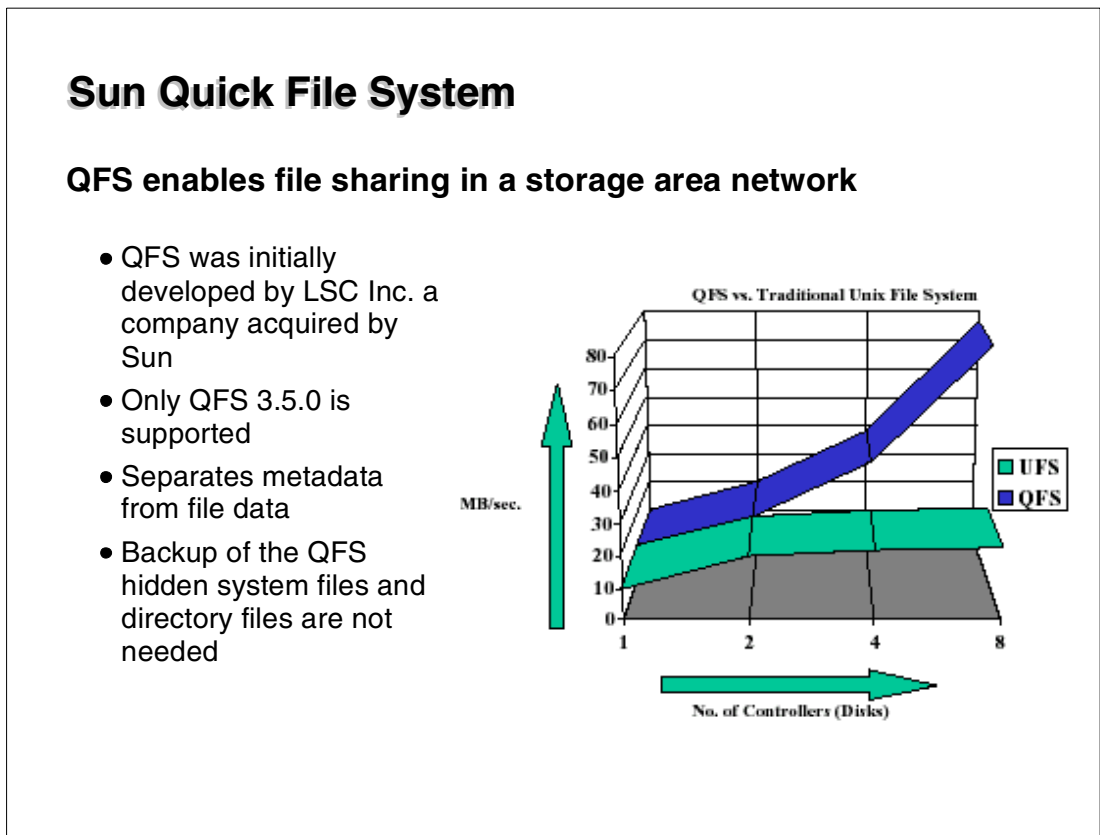 Sun Quick File System
QFS enables file sharing in a storage area network
● QFS was initially
developed by LSC Inc. a
company acquired by
Sun
● Only QFS 3.5.0 is
supported
● Separates metadata
from file data
● Backup of the QFS
hidden system files and
directory files are not
needed
QFS vs. Traditional Unix File System
80
70
60
50
40
30
20
10
0
MB/sec.
1 2 4 8
No. of Controllers (Disks)
UFS
QFS